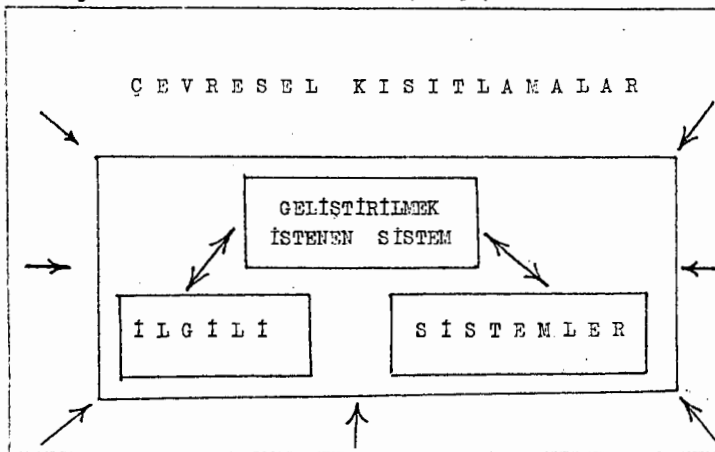 ÇEVRESEL KISITLAMALAR
GELİŞTİRİLMEK
İSTENEN SİSTEM
İLGİLİ SİSTEMLER